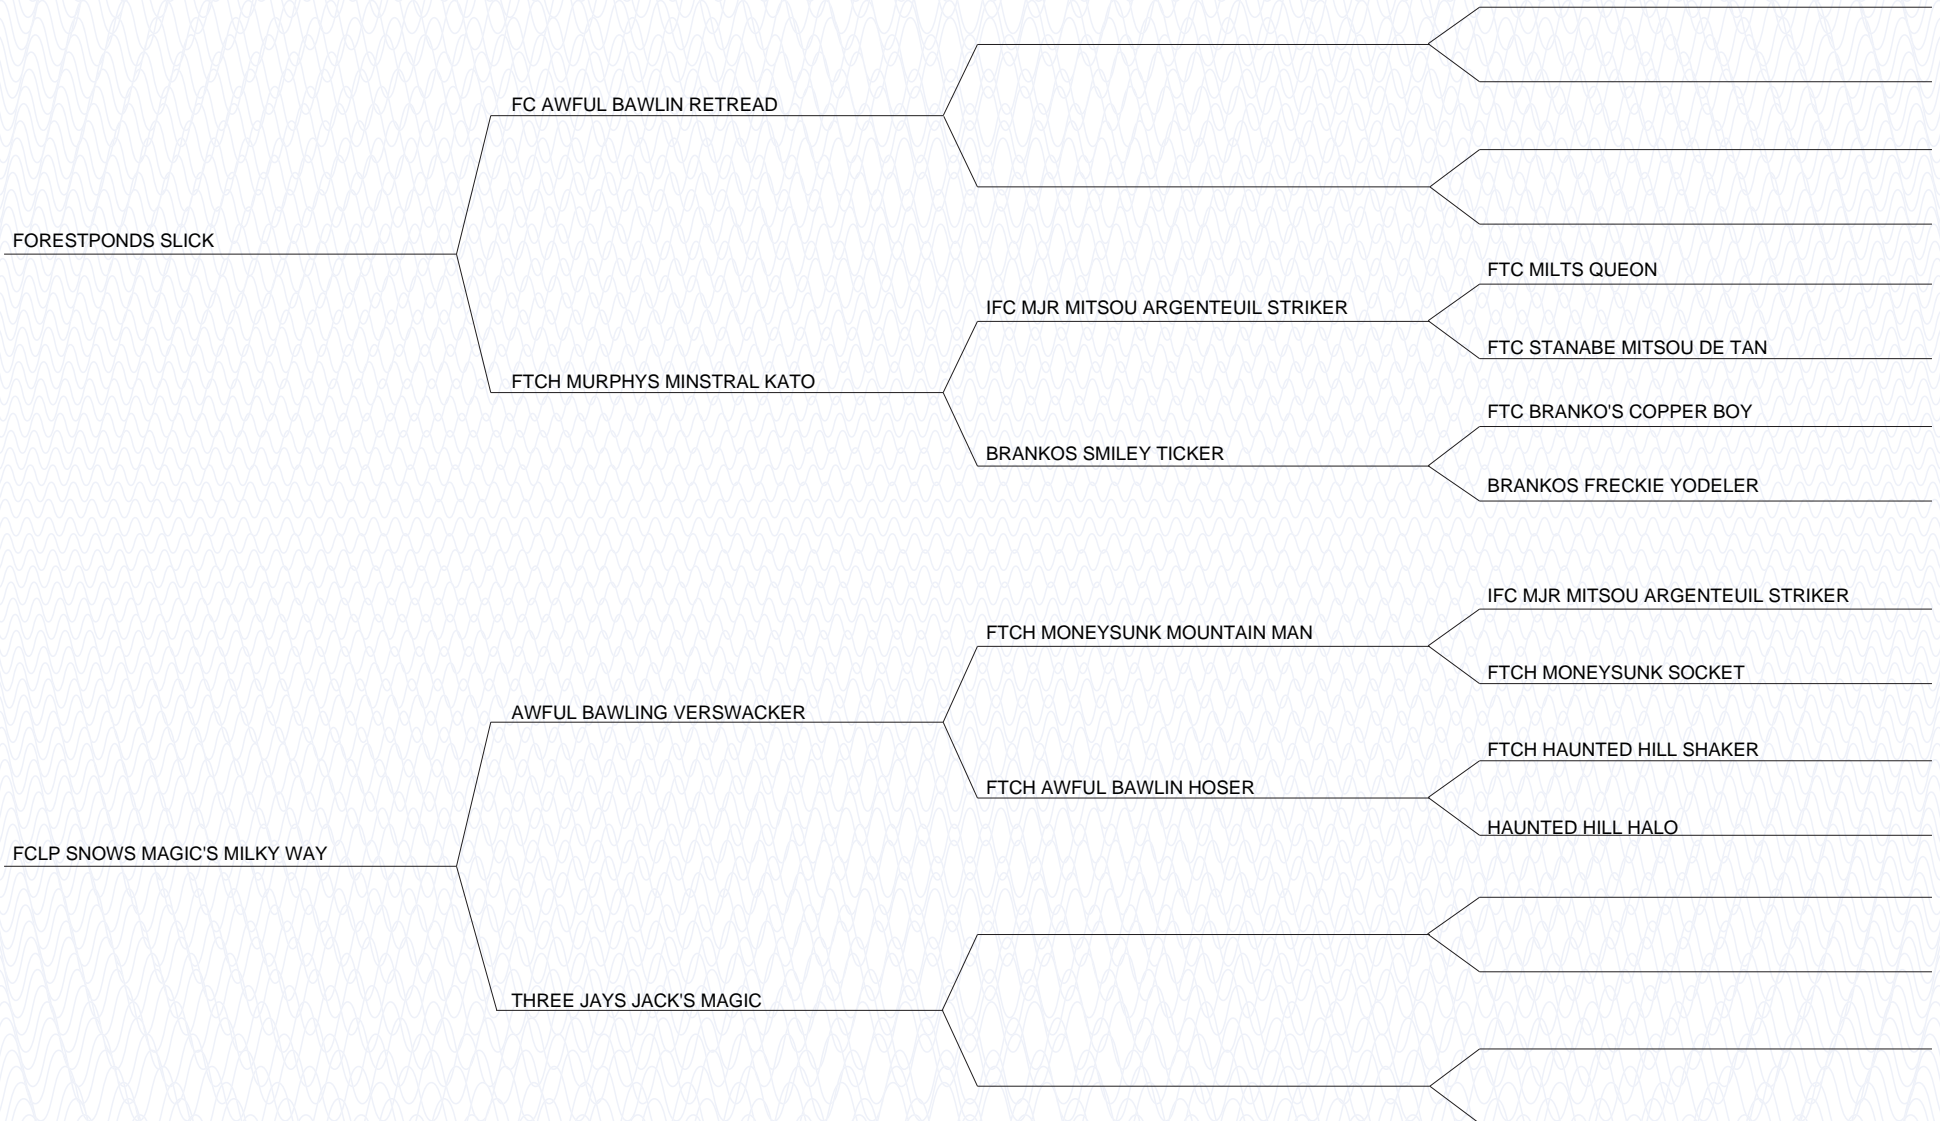 FC AWFUL BAWLIN RETREAD
FORESTPONDS SLICK
FTC MILTS QUEON
IFC MJR MITSOU ARGENTEUIL STRIKER
FTC STANABE MITSOU DE TAN
FTCH MURPHYS MINSTRAL KATO
FTC BRANKO'S COPPER BOY
BRANKOS SMILEY TICKER
BRANKOS FRECKIE YODELER
IFC MJR MITSOU ARGENTEUIL STRIKER
FTCH MONEYSUNK MOUNTAIN MAN
FTCH MONEYSUNK SOCKET
AWFUL BAWLING VERSWACKER
FTCH HAUNTED HILL SHAKER
FTCH AWFUL BAWLIN HOSER
HAUNTED HILL HALO
FCLP SNOWS MAGIC'S MILKY WAY
THREE JAYS JACK'S MAGIC